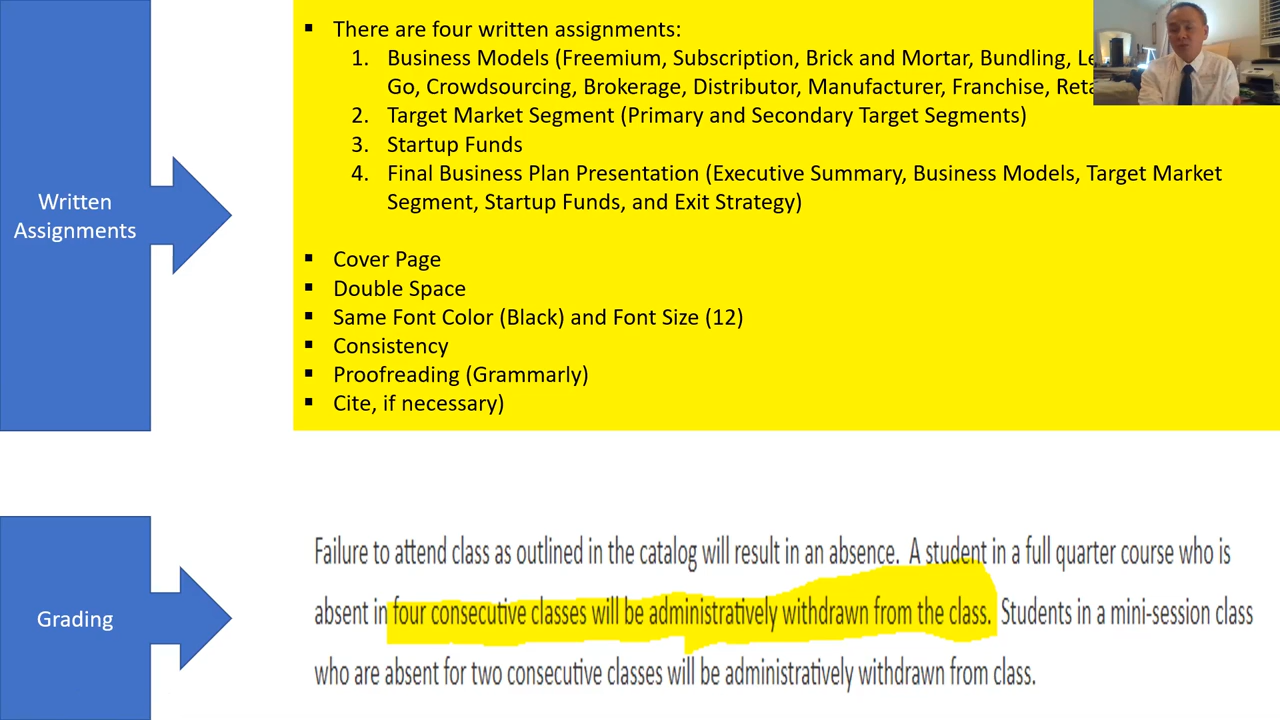 Written
Assignments
▪ There are four written assignments:
1. Business Models (Freemium, Subscription, Brick and Mortar, Bundling,
Go, Crowdsourcing, Brokerage, Distributor, Manufacturer, Franchise,
2. Target Market Segment (Primary and Secondary Target Segments)
3. Startup Funds
4. Final Business Plan Presentation (Executive Summary, Business Models, Target Market
Segment, Startup Funds, and Exit Strategy)
▪ Cover Page
▪ Double Space
▪ Same Font Color (Black) and Font Size (12)
▪ Consistency
▪ Proofreading (Grammarly)
▪ Cite, if necessary)
Grading
Failure to attend class as outlined in the catalog will result in an absence. A student in a full quarter course who is
absent in four consecutive classes will be administratively withdrawn from the class. Students in a mini-session class
who are absent for two consecutive classes will be administratively withdrawn from class.